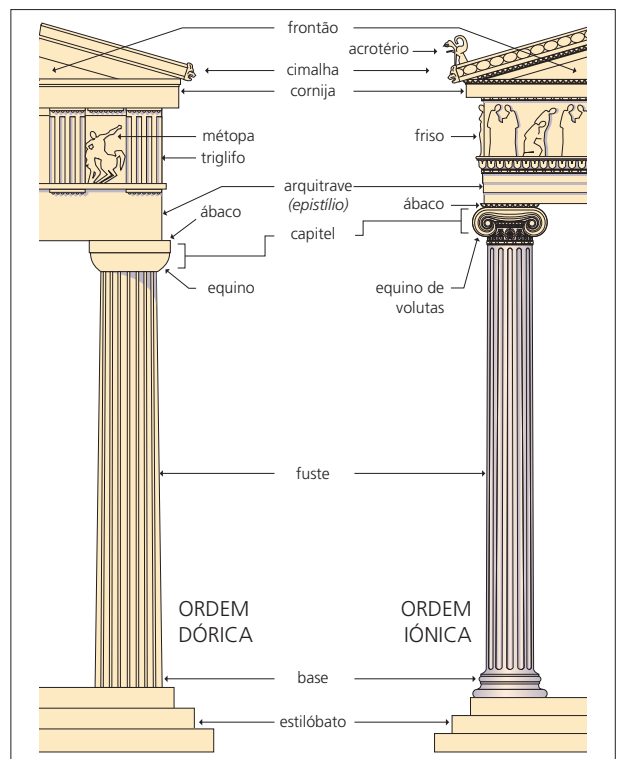 frontão
acrotério
cimalha
cornija
métopa
friso
triglifo
arquitrave
(epistílio)
ábaco
ábaco
capitel
equino
equino de
volutas
fuste
ORDEM
DÓRICA
ORDEM
IÓNICA
base
estilóbato